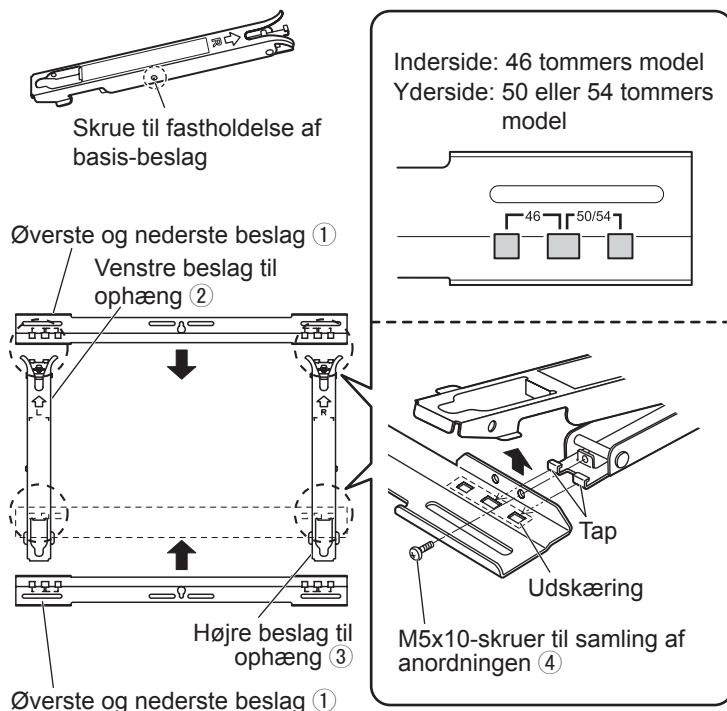 R
Skrue til fastholdelse af
basis-beslag
Øverste og nederste beslag ①
Venstre beslag til
ophæng ②
L
R
Højre beslag til
ophæng ③
Øverste og nederste beslag ①
Inderside: 46 tommers model
Yderside: 50 eller 54 tommers
model
46 50/54
Tap
Udskæring
M5x10-skruer til samling af
anordningen ④